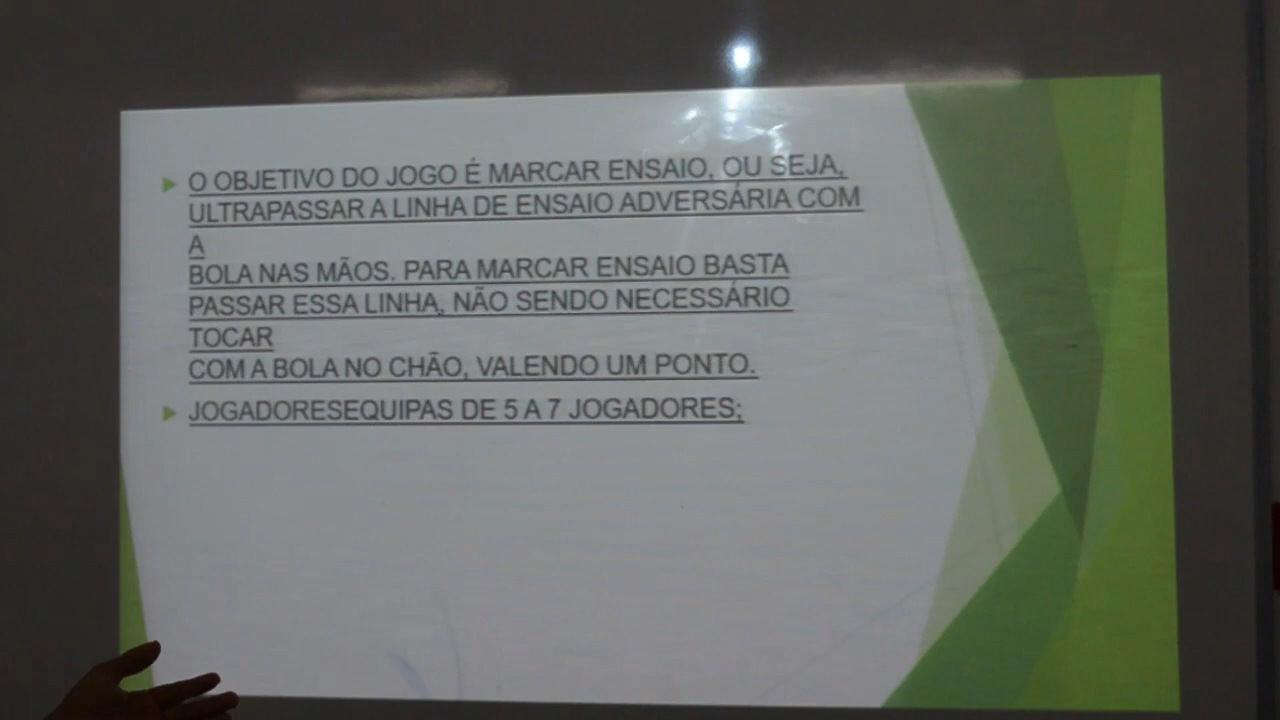 O OBJETIVO DO JOGO É MARCAR ENSAIO, OU SEJA,
ULTRAPASSAR A LINHA DE ENSAIO ADVERSÁRIA COM
A
BOLA NAS MÃOS. PARA MARCAR ENSAIO BASTA
PASSAR ESSA LINHA, NÃO SENDO NECESSÁRIO
TOCAR
COM A BOLA NO CHÃO, VALENDO UM PONTO.
JOGADORESEQUIPAS DE 5 A 7 JOGADORES;